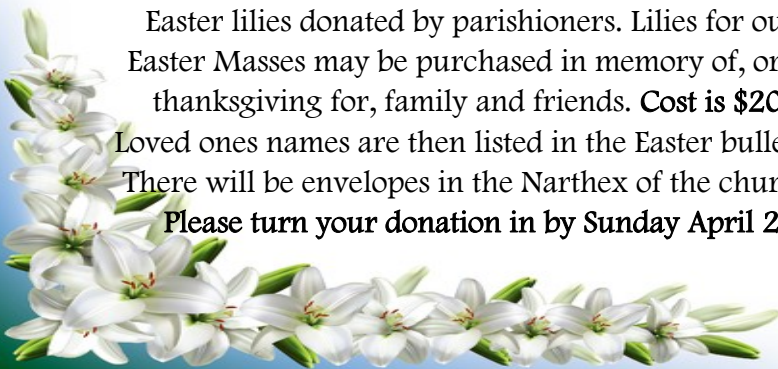 Easter lilies donated by parishioners. Lilies for ou
Easter Masses may be purchased in memory of, or
thanksgiving for, family and friends. Cost is $20
Loved ones names are then listed in the Easter bulle
There will be envelopes in the Narthex of the chur
Please turn your donation in by Sunday April 2